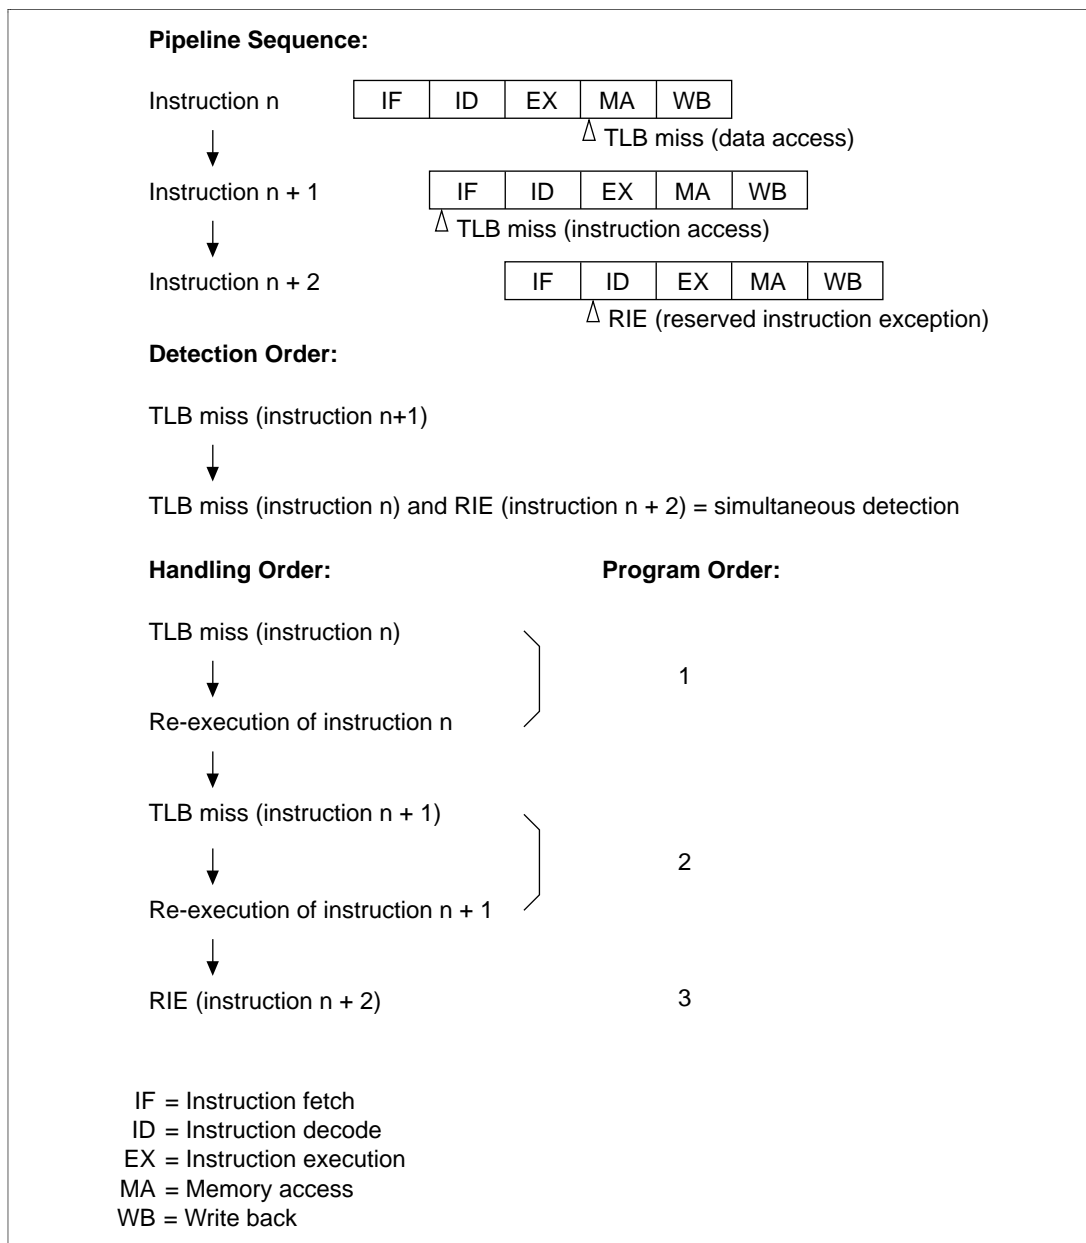 Pipeline Sequence:
Instruction n IF ID EX MA WB
TLB miss (data access)
Instruction n + 1 IF ID EX MA WB
TLB miss (instruction access)
Instruction n + 2 IF ID EX MA WB
RIE (reserved instruction exception)
Detection Order:
TLB miss (instruction n+1)
TLB miss (instruction n) and RIE (instruction n + 2) = simultaneous detection
Handling Order: Program Order:
TLB miss (instruction n)
1
Re-execution of instruction n
TLB miss (instruction n + 1)
2
Re-execution of instruction n + 1
RIE (instruction n + 2) 3
IF = Instruction fetch
ID = Instruction decode
EX = Instruction execution
MA = Memory access
WB = Write back